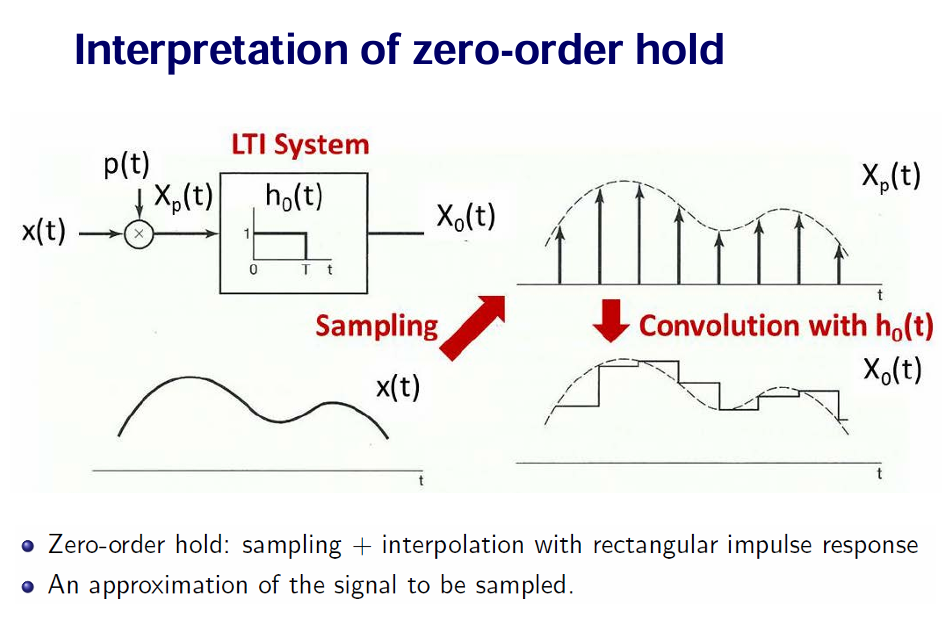 Interpretation of zero-order hold
LTI System
p(t)
Xp(t)
h0(t)
x(t)
×
X0(t)
1
0 T t
Xp(t)
t
Sampling
Convolution with h0(t)
x(t)
t
X0(t)
t
Zero-order hold: sampling + interpolation with rectangular impulse response
An approximation of the signal to be sampled.